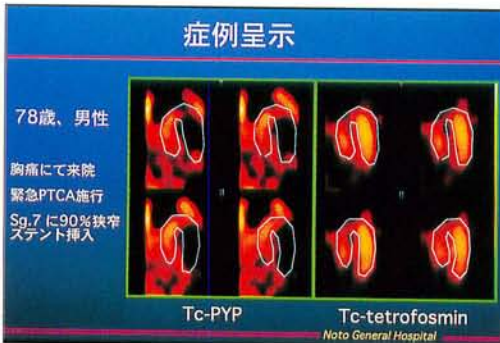 症例呈示
78歳、男性
胸痛にて来院
緊急PTCA施行
Sg.7 に90%狭窄
ステント挿入
Tc-PYP
Tc-tetrofosmin
Noto General Hospital